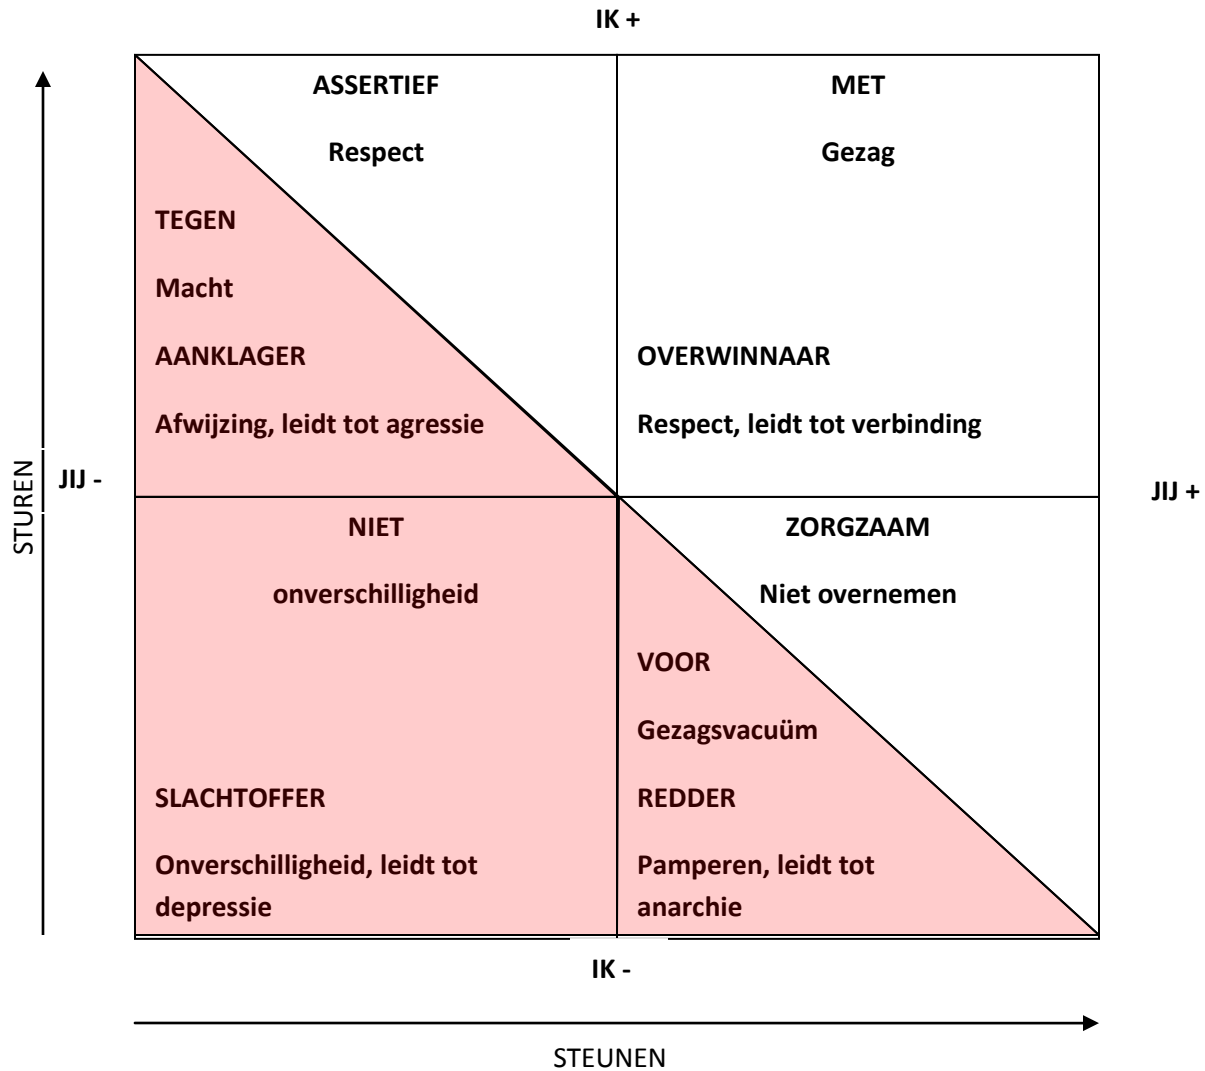 IK +
ASSERTIEF
Respect
TEGEN
Macht
AANKLAGER
Afwijzing, leidt tot agressie
MET
Gezag
OVERWINNAAR
Respect, leidt tot verbinding
STUREN
JIJ -
JIJ +
NIET
onverschilligheid
SLACHTOFFER
Onverschilligheid, leidt tot
depressie
ZORGZAAM
Niet overnemen
VOOR
Gezagsvacuüm
REDDER
Pamperen, leidt tot
anarchie
IK -
STEUNEN